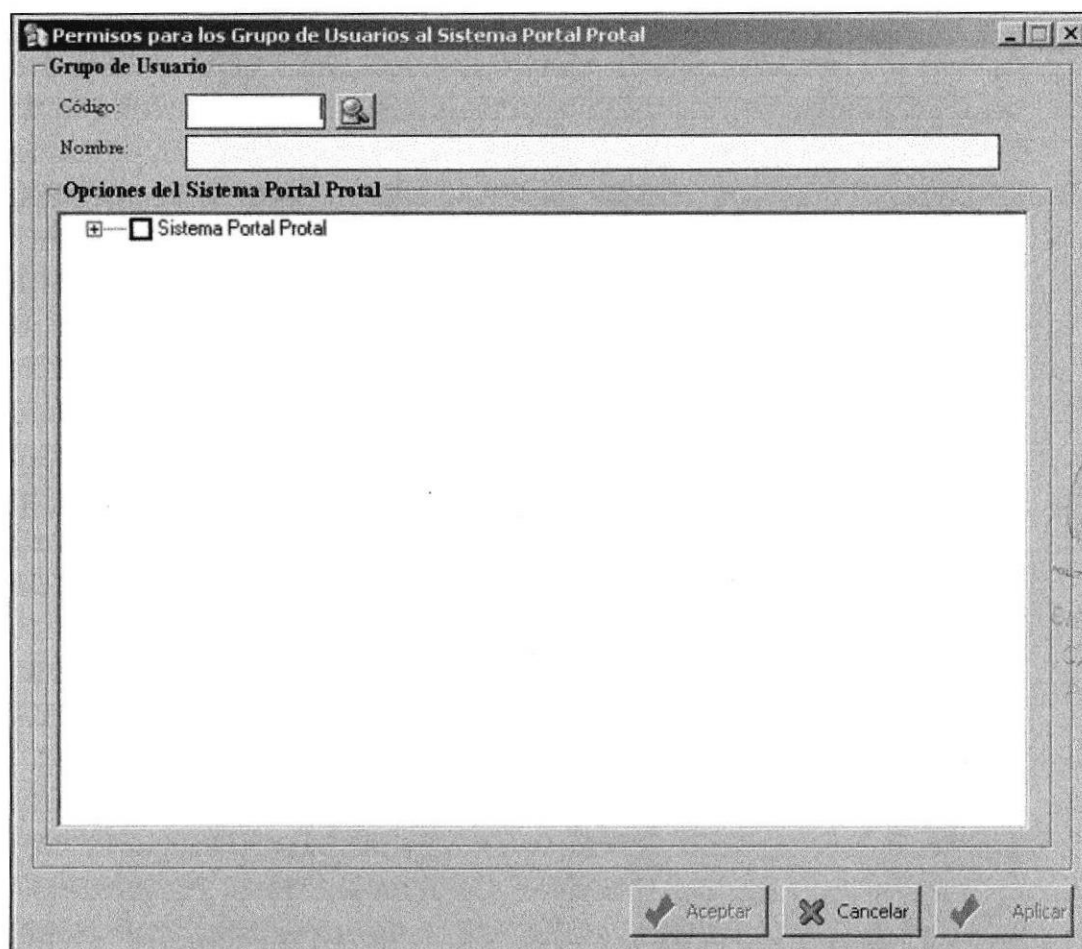 Permisos para los Grupo de Usuarios al Sistema Portal Protal
Grupo de Usuario
Código:
Nombre:
Opciones del Sistema Portal Protal
Sistema Portal Protal
Aceptar Cancelar Aplicar